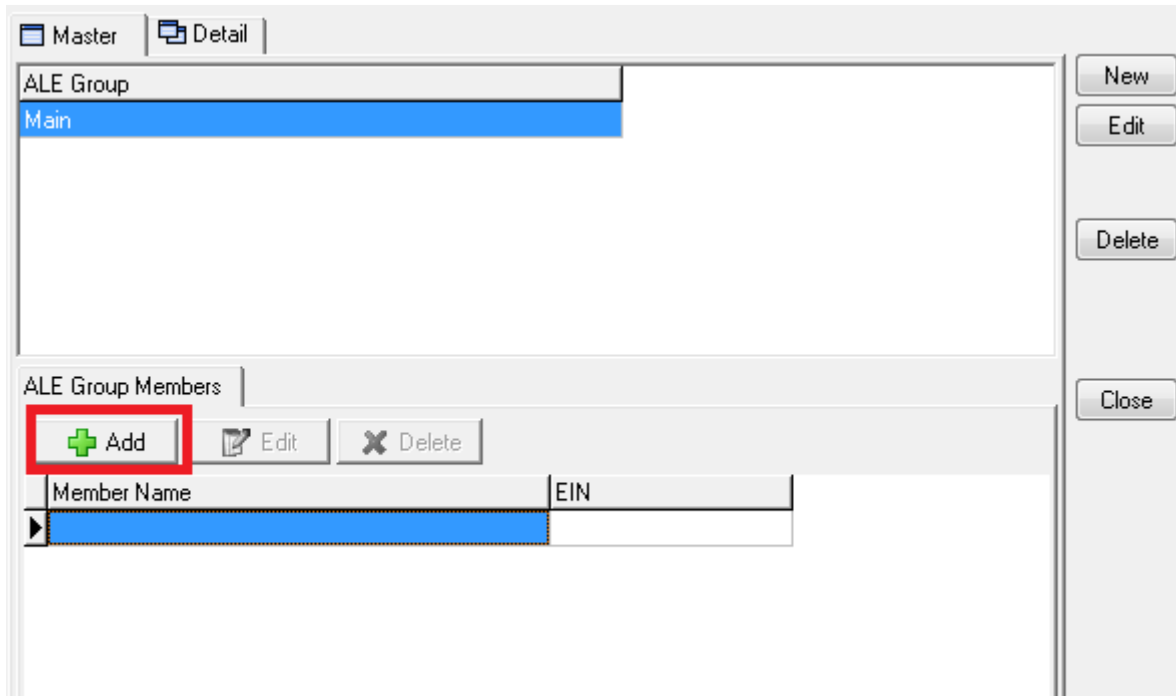 Master Detail
ALE Group
Main
New
Edit
Delete
Close
ALE Group Members
Add Edit Delete
Member Name EIN